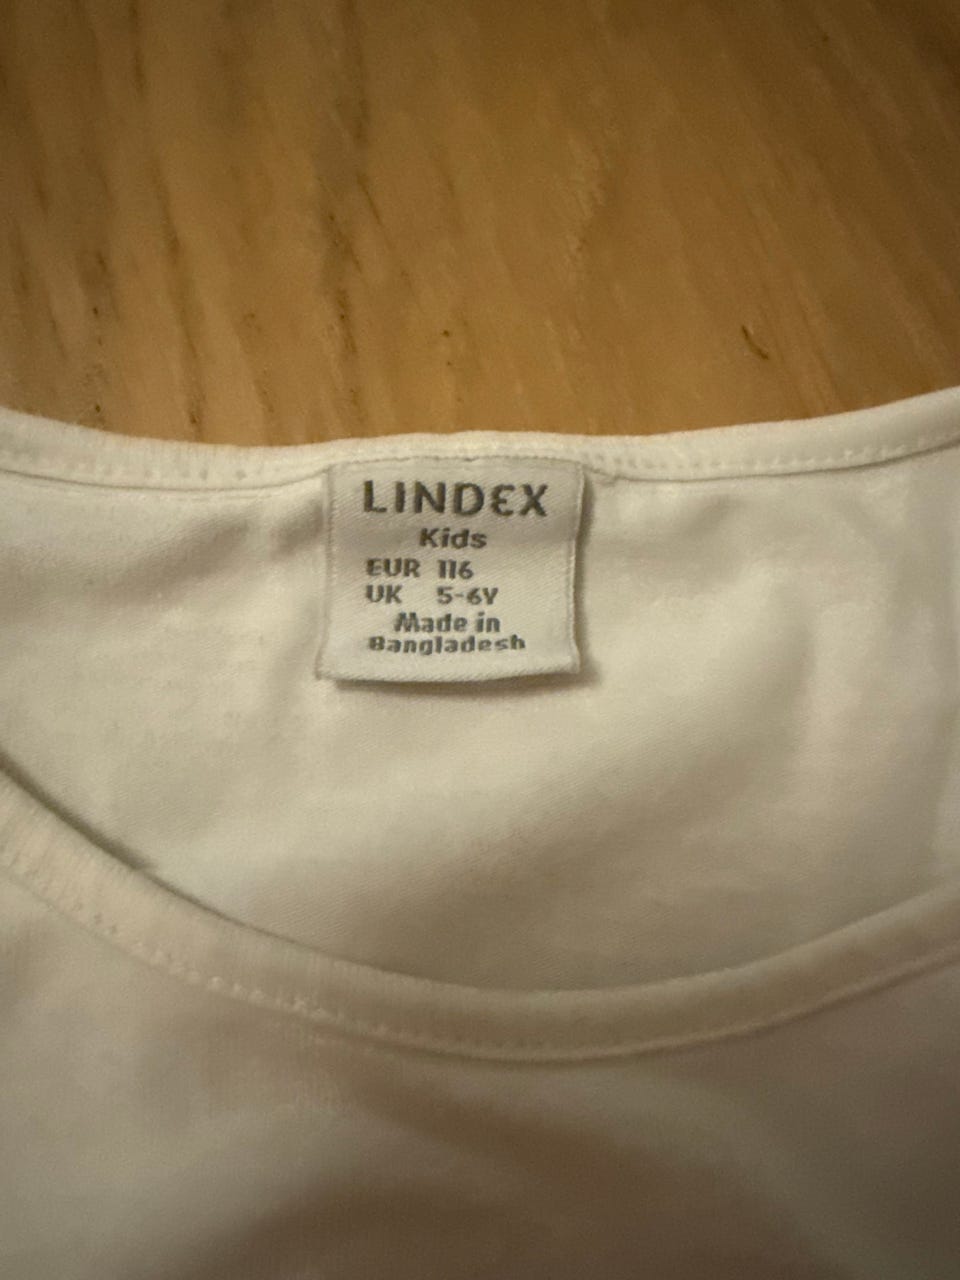 LINDEX
Kids
EUR 116
UK 5-6Y
Made in
Bangladesh